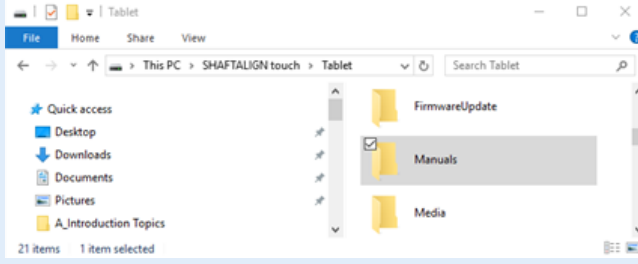 Tablet
File Home Share View
This PC > SHAFTALIGN touch > Tablet Search Tablet
Quick access
Desktop
Downloads
Documents
Pictures
A_Introduction Topics
FirmwareUpdate
Manuals
Media
21 items 1 item selected